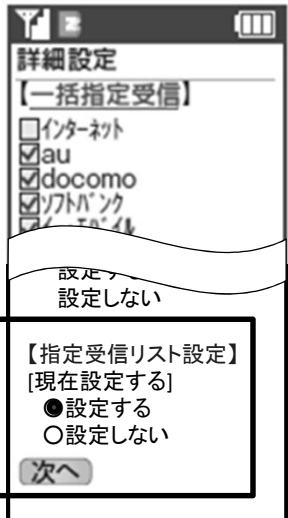 詳細設定
【一括指定受信】
インターネット
au
docomo
ソフトバンク
設定しない
【指定受信リスト設定】
[現在設定する]
設定する
設定しない
次へ